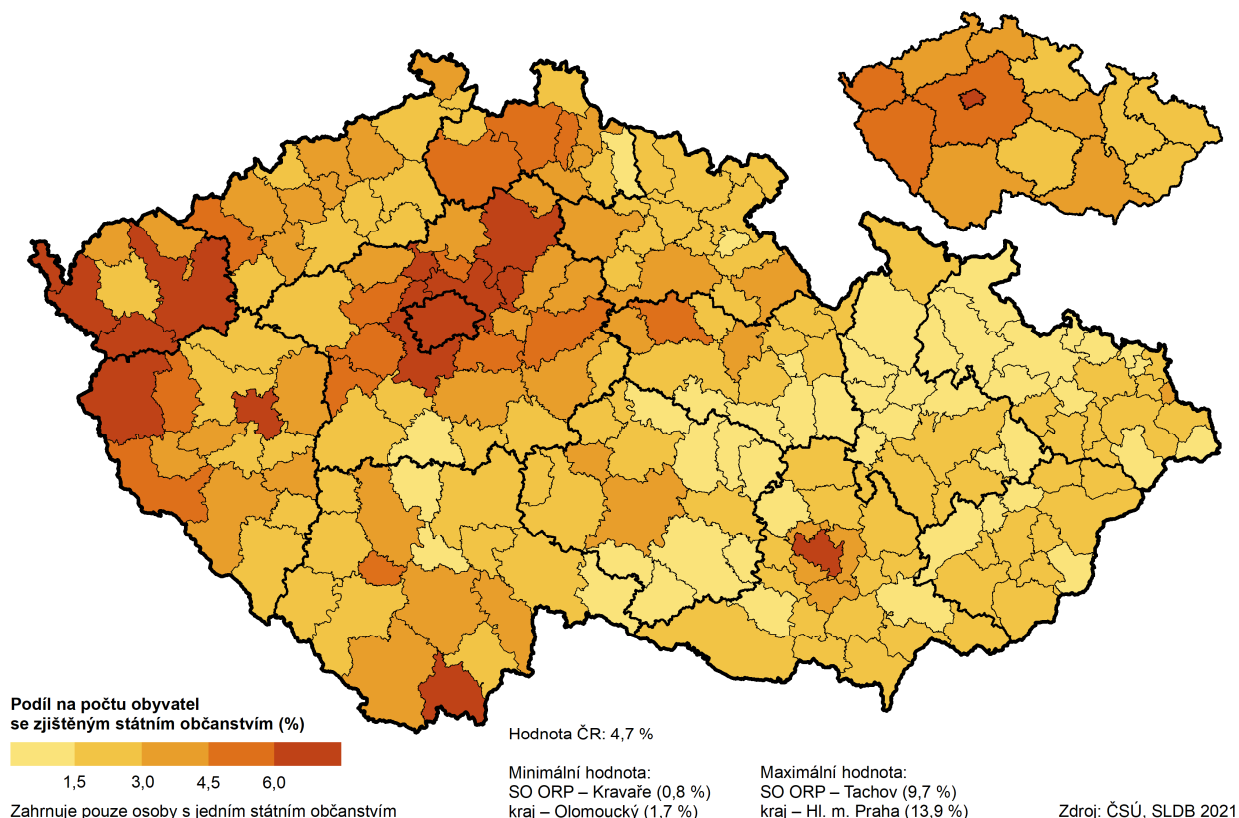 Podíl na počtu obyvatel
se zjištěným státním občanstvím (%)
1,5 3,0 4,5 6,0
Zahrnuje pouze osoby s jedním státním občanstvím
Hodnota ČR: 4,7 %
Minimální hodnota:
SO ORP – Kravaře (0,8 %)
kraj – Olomoucký (1,7 %)
Maximální hodnota:
SO ORP – Tachov (9,7 %)
kraj – Hl. m. Praha (13,9 %)
Zdroj: ČSÚ, SLDB 2021